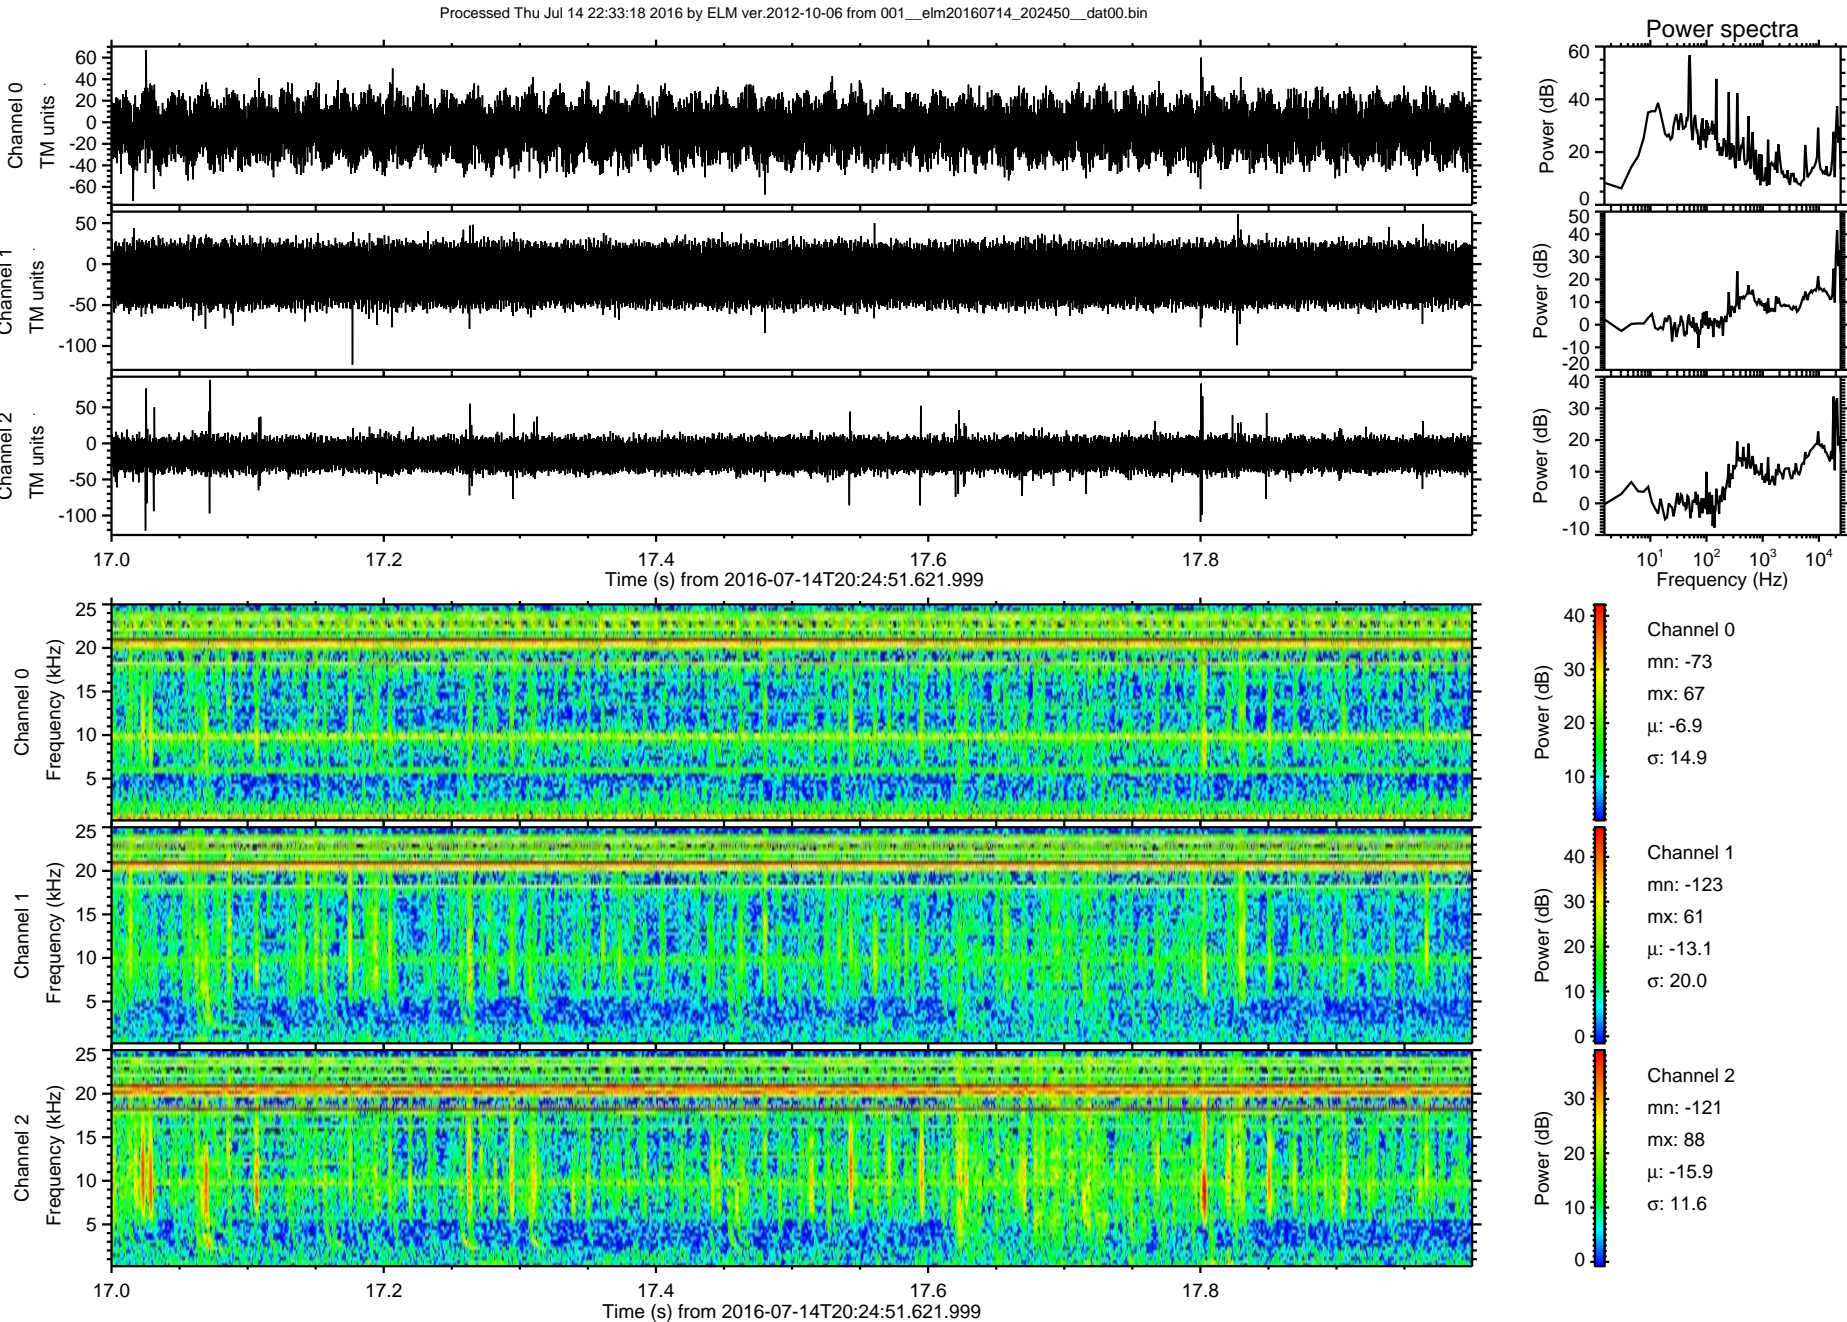 Processed Thu Jul 14 22:33:18 2016 by ELM ver.2012-10-06 from 001__elm20160714_202450__dat00.bin
Power spectra
Channel 0
TM units
60
40
20
0
-20
-40
-60
Power (dB)
60
40
20
0
Channel 1
TM units
50
0
-50
-100
Power (dB)
50
40
30
20
10
0
-10
-20
Channel 2
TM units
50
0
-50
-100
Power (dB)
40
30
20
10
0
-10
17.0 17.2 17.4 17.6 17.8
Time (s) from 2016-07-14T20:24:51.621.999
10¹ 10² 10³ 10⁴
Frequency (Hz)
Channel 0
Frequency (kHz)
25
20
15
10
5
Power (dB)
40
30
20
10
Channel 0
mn: -73
mx: 67
μ: -6.9
σ: 14.9
Channel 1
Frequency (kHz)
25
20
15
10
5
Power (dB)
40
30
20
10
0
Channel 1
mn: -123
mx: 61
μ: -13.1
σ: 20.0
Channel 2
Frequency (kHz)
25
20
15
10
5
Power (dB)
30
20
10
0
Channel 2
mn: -121
mx: 88
μ: -15.9
σ: 11.6
17.0 17.2 17.4 17.6 17.8
Time (s) from 2016-07-14T20:24:51.621.999